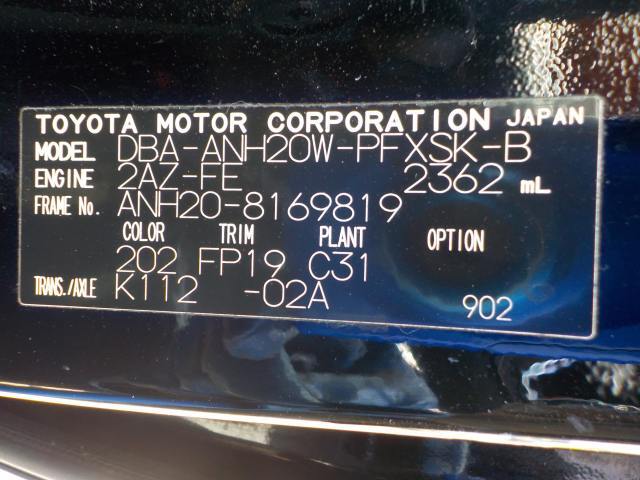 TOYOTA MOTOR CORPORATION JAPAN
MODEL DBA-ANH20W-PFXSK-B
ENGINE 2AZ-FE 2362 mL
FRAME No. ANH20-8169819
COLOR TRIM PLANT OPTION
202 FP19 C31
TRANS./AXLE K112 -02A 902